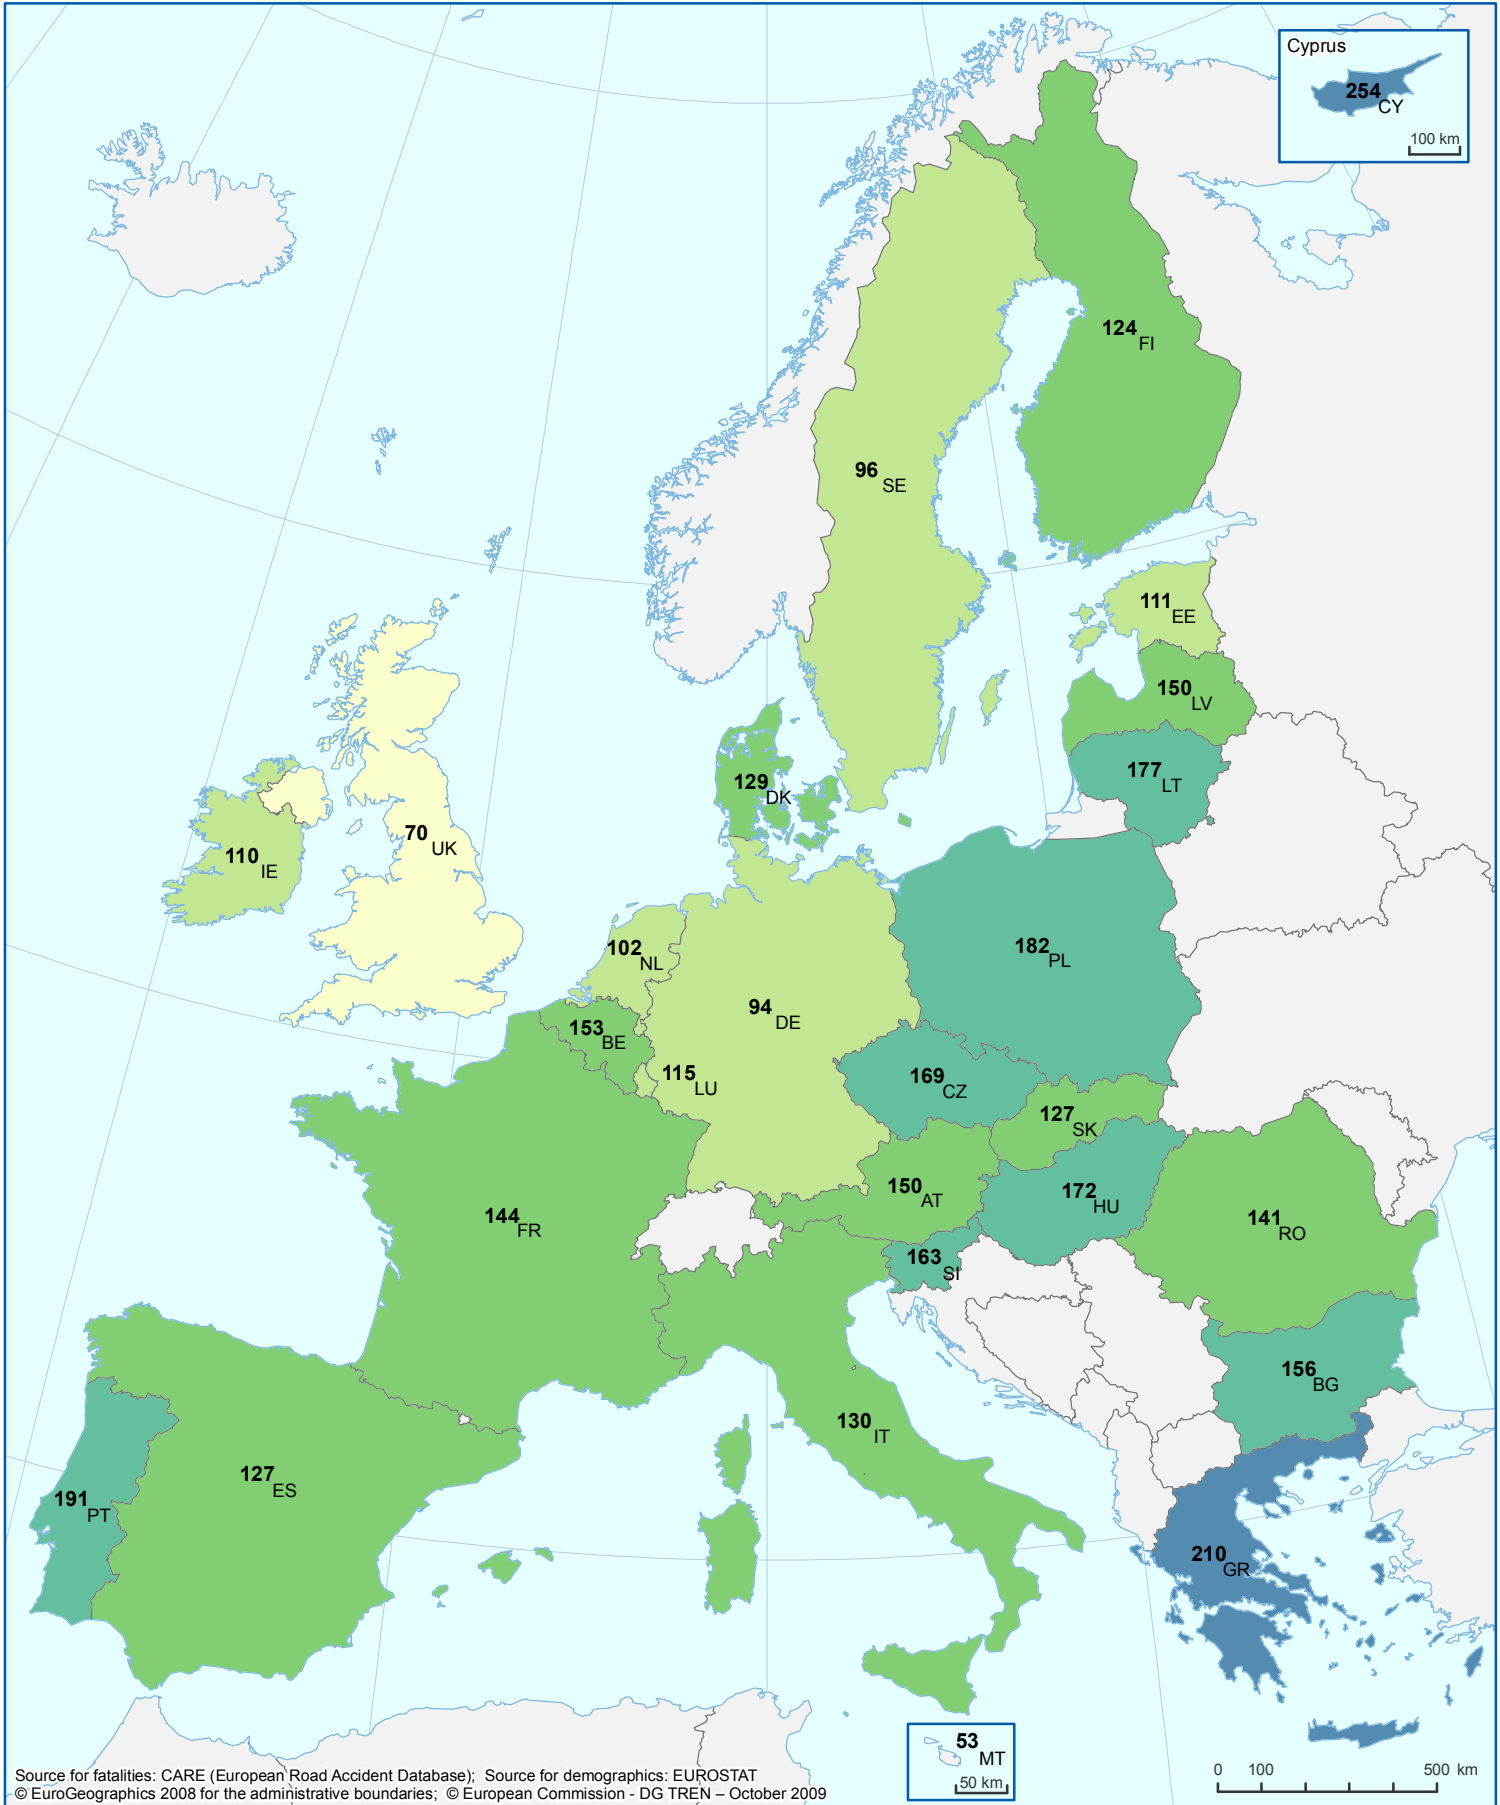 Cyprus
254 CY
100 km
124 FI
96 SE
111 EE
150 LV
177 LT
129 DK
70 UK
110 IE
102 NL
182 PL
94 DE
153 BE
115 LU
169 CZ
127 SK
150 AT
172 HU
144 FR
141 RO
163 SI
156 BG
130 IT
127 ES
191 PT
210 GR
53 MT
50 km
0 100 500 km
Source for fatalities: CARE (European Road Accident Database); Source for demographics: EUROSTAT
© EuroGeographics 2008 for the administrative boundaries; © European Commission - DG TREN – October 2009